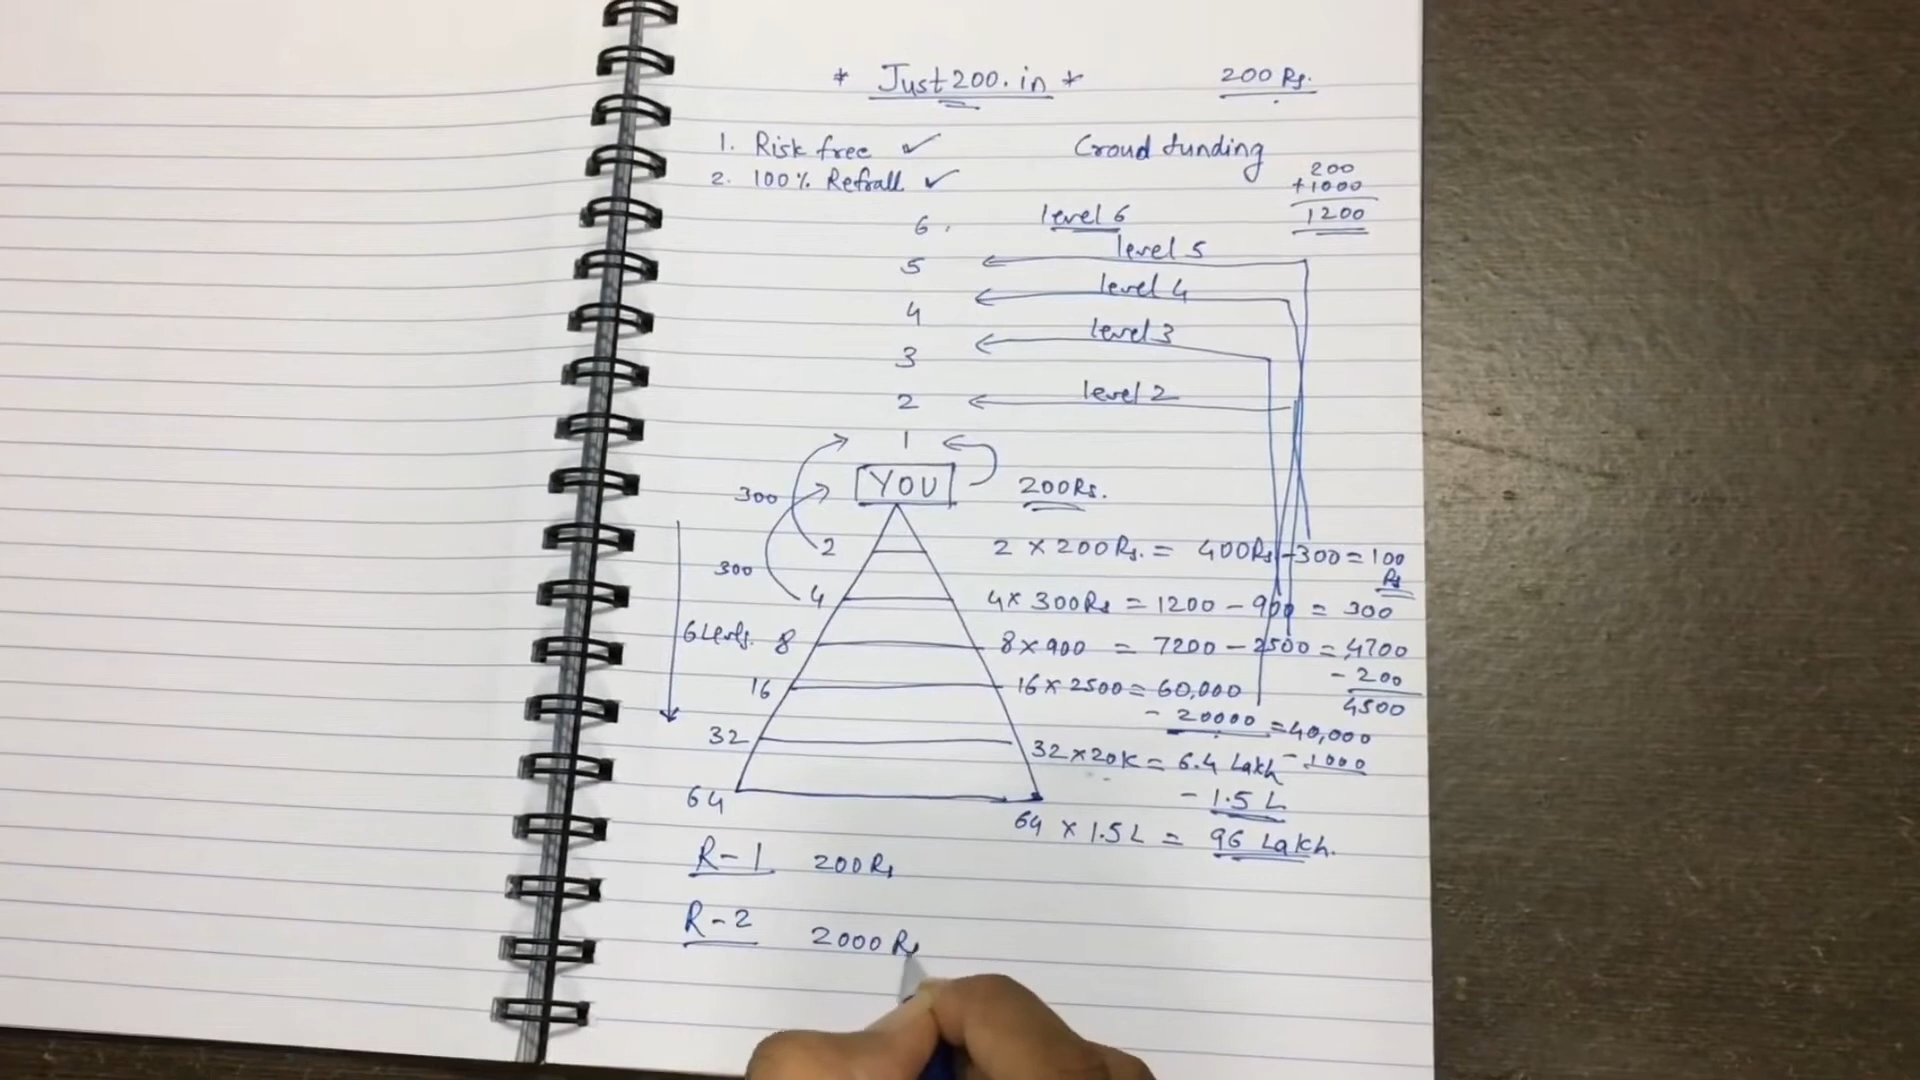 * Just200.in *
200 Rs.
1. Risk free ✓
Croud funding
2. 100% Refrall ✓
200
+1000
1200
6.
level 6
5
level 5
4
level 4
3
level 3
2
level 2
1
YOU
300
200Rs.
2
2 × 200Rs. = 400Rs - 300 = 100
Rs
300
4
4 × 300Rs = 1200 - 900 = 300
8
8 × 900 = 7200 - 2500 = 4700
- 200
4500
16
16 × 2500 = 60,000
- 20000 = 40,000
- 1000
32
32 × 20K = 6.4 Lakh
- 1.5 L
64
64 × 1.5 L = 96 Lakh.
R-1 200Rs
R-2 2000 Rs